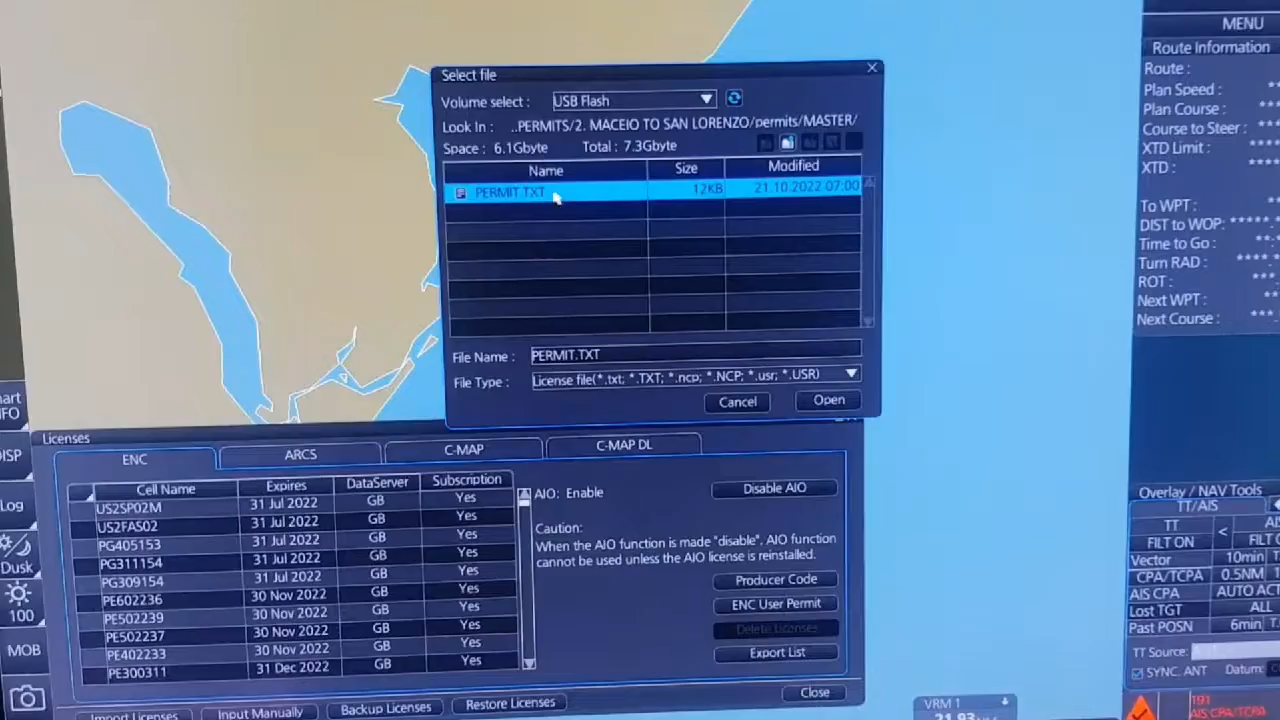 MENU
Route Information
Route :
Plan Speed :
Plan Course :
Course to Steer :
XTD Limit :
XTD :
To WPT :
DIST to WOP:
Time to Go :
Turn RAD :
ROT :
Next WPT :
Next Course :
Select file
Volume select : USB Flash
Look In : ..PERMITS/2. MACEIO TO SAN LORENZO/permits/MASTER/
Space : 6.1Gbyte Total : 7.3Gbyte
Name Size Modified
PERMIT.TXT 12KB 21.10.2022 07:00
File Name : PERMIT.TXT
File Type : License file(*.txt; *.TXT; *.ncp; *.NCP; *.usr; *.USR)
Cancel Open
Licenses
ENC ARCS C-MAP C-MAP DL
Cell Name Expires DataServer Subscription
US2SP02M 31 Jul 2022 GB Yes
US2FAS02 31 Jul 2022 GB Yes
PG405153 31 Jul 2022 GB Yes
PG311154 31 Jul 2022 GB Yes
PG309154 31 Jul 2022 GB Yes
PE602236 30 Nov 2022 GB Yes
PE502239 30 Nov 2022 GB Yes
PE502237 30 Nov 2022 GB Yes
PE402233 30 Nov 2022 GB Yes
PE300311 31 Dec 2022 GB Yes
AIO: Enable
Disable AIO
Caution:
When the AIO function is made "disable", AIO function
cannot be used unless the AIO license is reinstalled.
Producer Code
ENC User Permit
Delete Licenses
Export List
Close
Import Licenses Input Manually Backup Licenses Restore Licenses
DISP
Log
Dusk
100
MOB
Overlay / NAV Tools
TT/AIS
TT
FILT ON <
Vector 10min
CPA/TCPA 0.5NM
AIS CPA AUTO ACT
Lost TGT ALL
Past POSN 6min
TT Source:
SYNC. ANT Datum:
VRM 1
21.93
T91
AIS CPA/TCPA